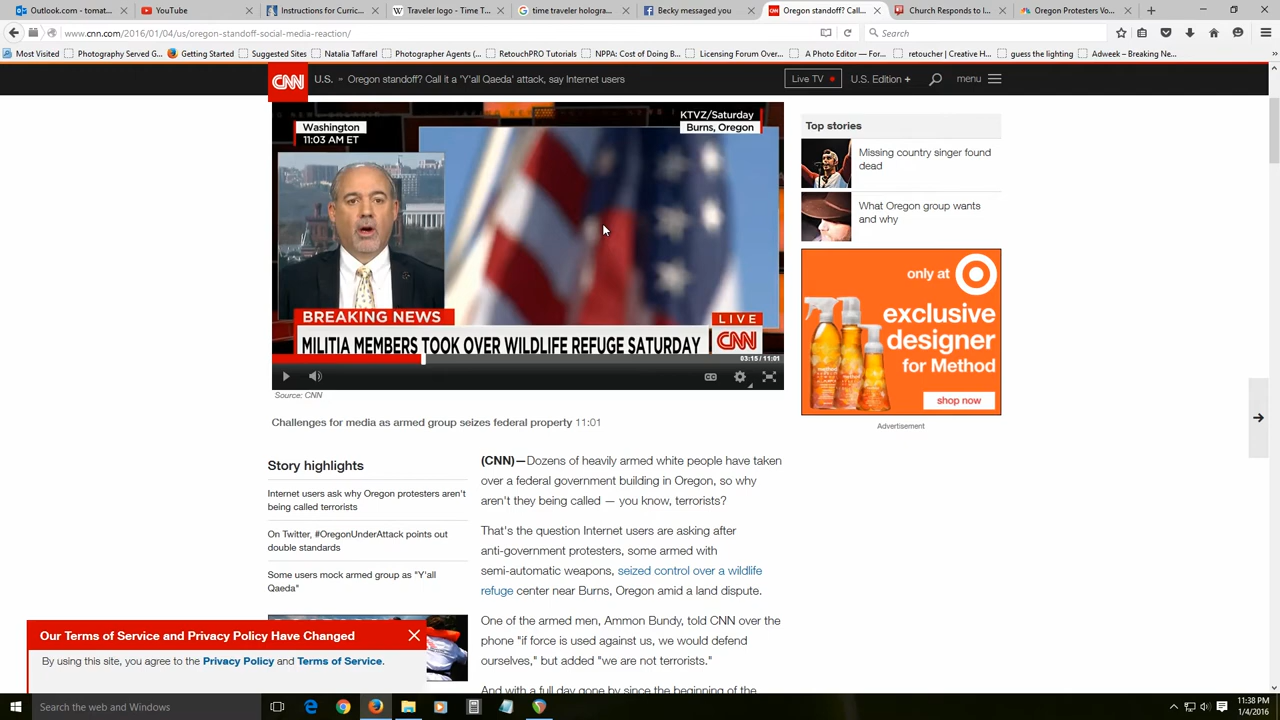 Outlook.com - tomat...
YouTube
Instructions for Curric...
Traveler logo - Time T...
time traveler hologra...
Becky messaged you
Oregon standoff? Call...
Church Responds to I...
Oregon Protesters Vo...
www.cnn.com/2016/01/04/us/oregon-standoff-social-media-reaction/
Search
Most Visited
Photography Served G...
Getting Started
Suggested Sites
Natalia Taffarel
Photographer Agents (...
RetouchPRO Tutorials
NPPA: Cost of Doing B...
Licensing Forum Over...
A Photo Editor — For...
retoucher | Creative H...
guess the lighting
Adweek – Breaking Ne...
CNN
U.S. Oregon standoff? Call it a 'Y'all Qaeda' attack, say Internet users
Live TV
U.S. Edition +
menu
Washington
11:03 AM ET
KTVZ/Saturday
Burns, Oregon
BREAKING NEWS
LIVE
MILITIA MEMBERS TOOK OVER WILDLIFE REFUGE SATURDAY
CNN
03:15 / 11:01
CC
Source: CNN
Challenges for media as armed group seizes federal property 11:01
Top stories
Missing country singer found
dead
What Oregon group wants
and why
only at
exclusive
designer
for Method
shop now
Advertisement
Story highlights
Internet users ask why Oregon protesters aren't
being called terrorists
On Twitter, #OregonUnderAttack points out
double standards
Some users mock armed group as "Y'all
Qaeda"
(CNN)—Dozens of heavily armed white people have taken
over a federal government building in Oregon, so why
aren't they being called — you know, terrorists?
That's the question Internet users are asking after
anti-government protesters, some armed with
semi-automatic weapons, seized control over a wildlife
refuge center near Burns, Oregon amid a land dispute.
One of the armed men, Ammon Bundy, told CNN over the
phone "if force is used against us, we would defend
ourselves," but added "we are not terrorists."
And with a full day gone by since the beginning of the
Our Terms of Service and Privacy Policy Have Changed
By using this site, you agree to the Privacy Policy and Terms of Service.
Search the web and Windows
11:38 PM
1/4/2016